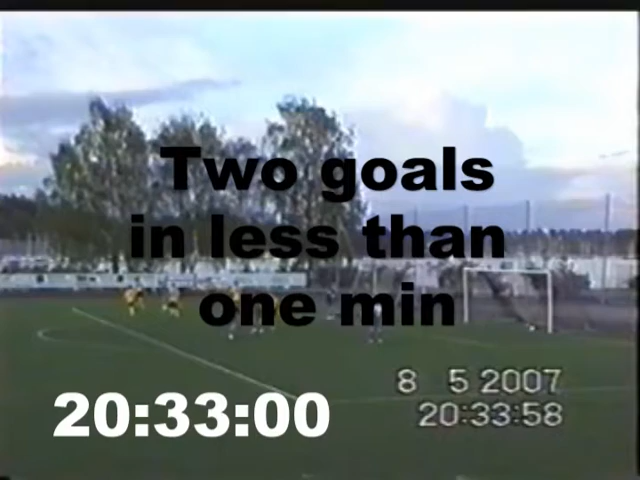 Two goals
in less than
one min
8 5 2007
20:33:00
20:33:58